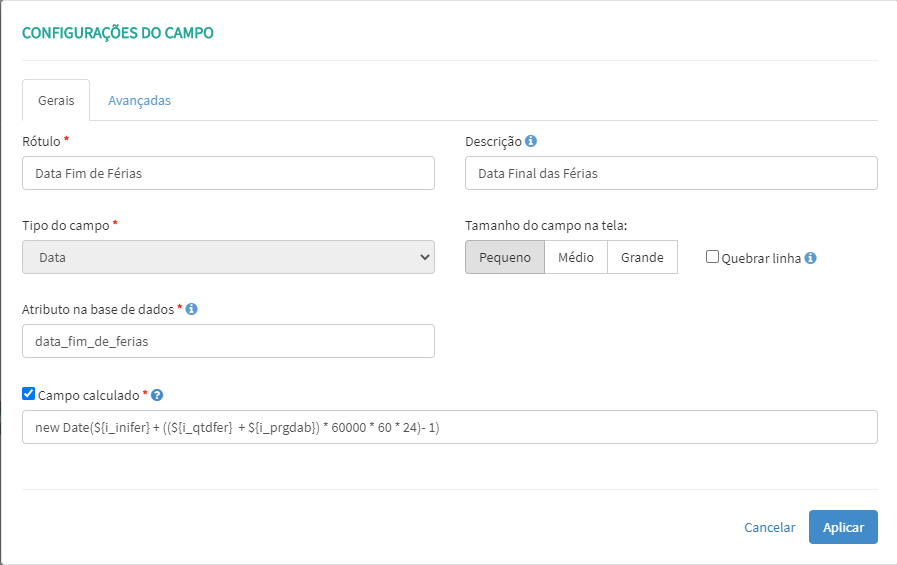 CONFIGURAÇÕES DO CAMPO
Gerais Avançadas
Rótulo * Descrição
Data Fim de Férias Data Final das Férias
Tipo do campo * Tamanho do campo na tela:
Data Pequeno Médio Grande Quebrar linha
Atributo na base de dados *
data_fim_de_ferias
Campo calculado *
new Date(${i_inifer} + ((${i_qtdfer} + ${i_prgdab}) * 60000 * 60 * 24)- 1)
Cancelar Aplicar